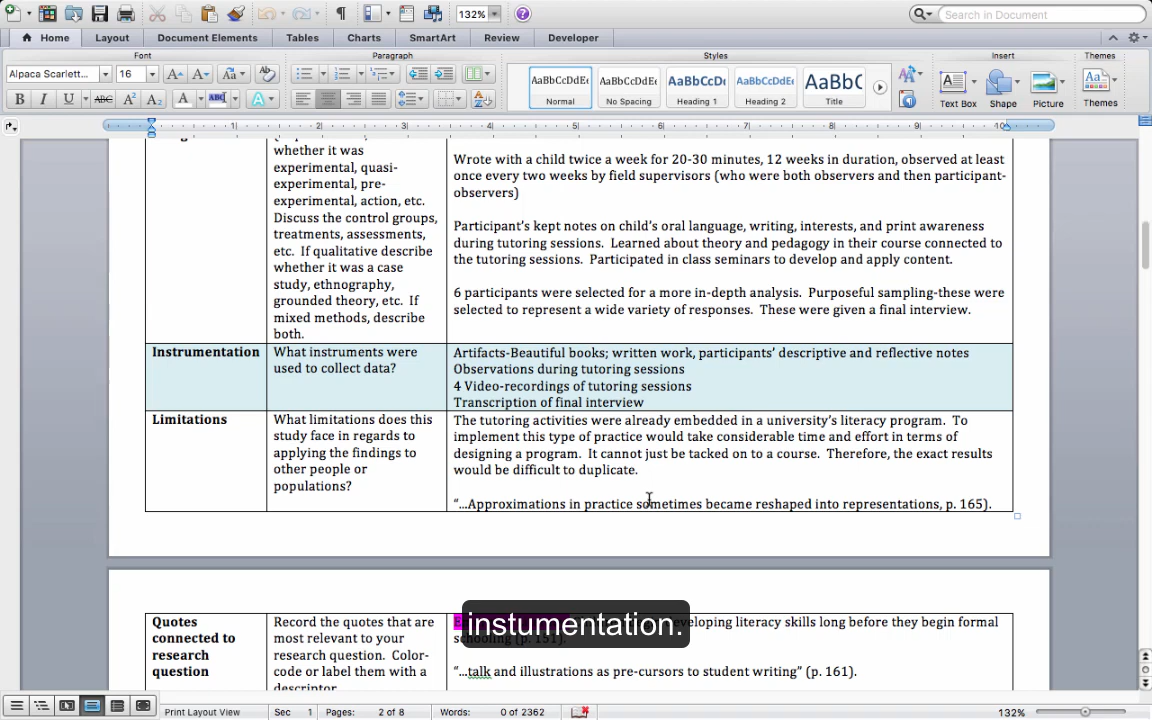 132%
Search in Document
Home Layout Document Elements Tables Charts SmartArt Review Developer
Font Paragraph Styles Insert Themes
Alpaca Scarlett... 16
AaBbCcDdEe AaBbCcDdEe AaBbCcDc AaBbCcDdEe AaBbC
Normal No Spacing Heading 1 Heading 2 Title
Text Box Shape Picture Themes
whether it was
experimental, quasi-
experimental, pre-
experimental, action, etc.
Discuss the control groups,
treatments, assessments,
etc. If qualitative describe
whether it was a case
study, ethnography,
grounded theory, etc. If
mixed methods, describe
both.
Wrote with a child twice a week for 20-30 minutes, 12 weeks in duration, observed at least
once every two weeks by field supervisors (who were both observers and then participant-
observers)
Participant's kept notes on child's oral language, writing, interests, and print awareness
during tutoring sessions. Learned about theory and pedagogy in their course connected to
the tutoring sessions. Participated in class seminars to develop and apply content.
6 participants were selected for a more in-depth analysis. Purposeful sampling-these were
selected to represent a wide variety of responses. These were given a final interview.
Instrumentation
What instruments were
used to collect data?
Artifacts-Beautiful books; written work, participants' descriptive and reflective notes
Observations during tutoring sessions
4 Video-recordings of tutoring sessions
Transcription of final interview
Limitations
What limitations does this
study face in regards to
applying the findings to
other people or
populations?
The tutoring activities were already embedded in a university's literacy program. To
implement this type of practice would take considerable time and effort in terms of
designing a program. It cannot just be tacked on to a course. Therefore, the exact results
would be difficult to duplicate.
"...Approximations in practice sometimes became reshaped into representations, p. 165).
Quotes
connected to
research
question
Record the quotes that are
most relevant to your
research question. Color-
code or label them with a
descriptor.
developing literacy skills long before they begin formal
schooling (p. 151).
"...talk and illustrations as pre-cursors to student writing" (p. 161).
instumentation.
Print Layout View Sec 1 Pages: 2 of 8 Words: 0 of 2362 132%